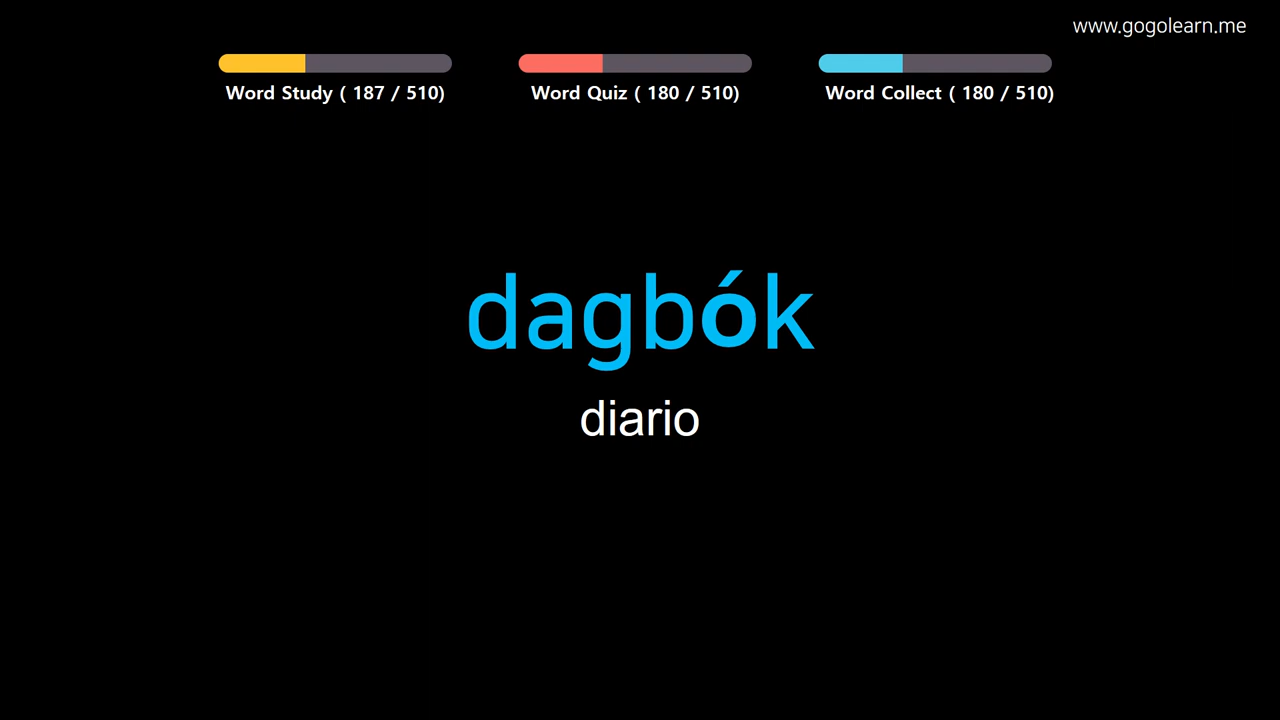 www.gogolearn.me
Word Study ( 187 / 510)
Word Quiz ( 180 / 510)
Word Collect ( 180 / 510)
dagbók
diario